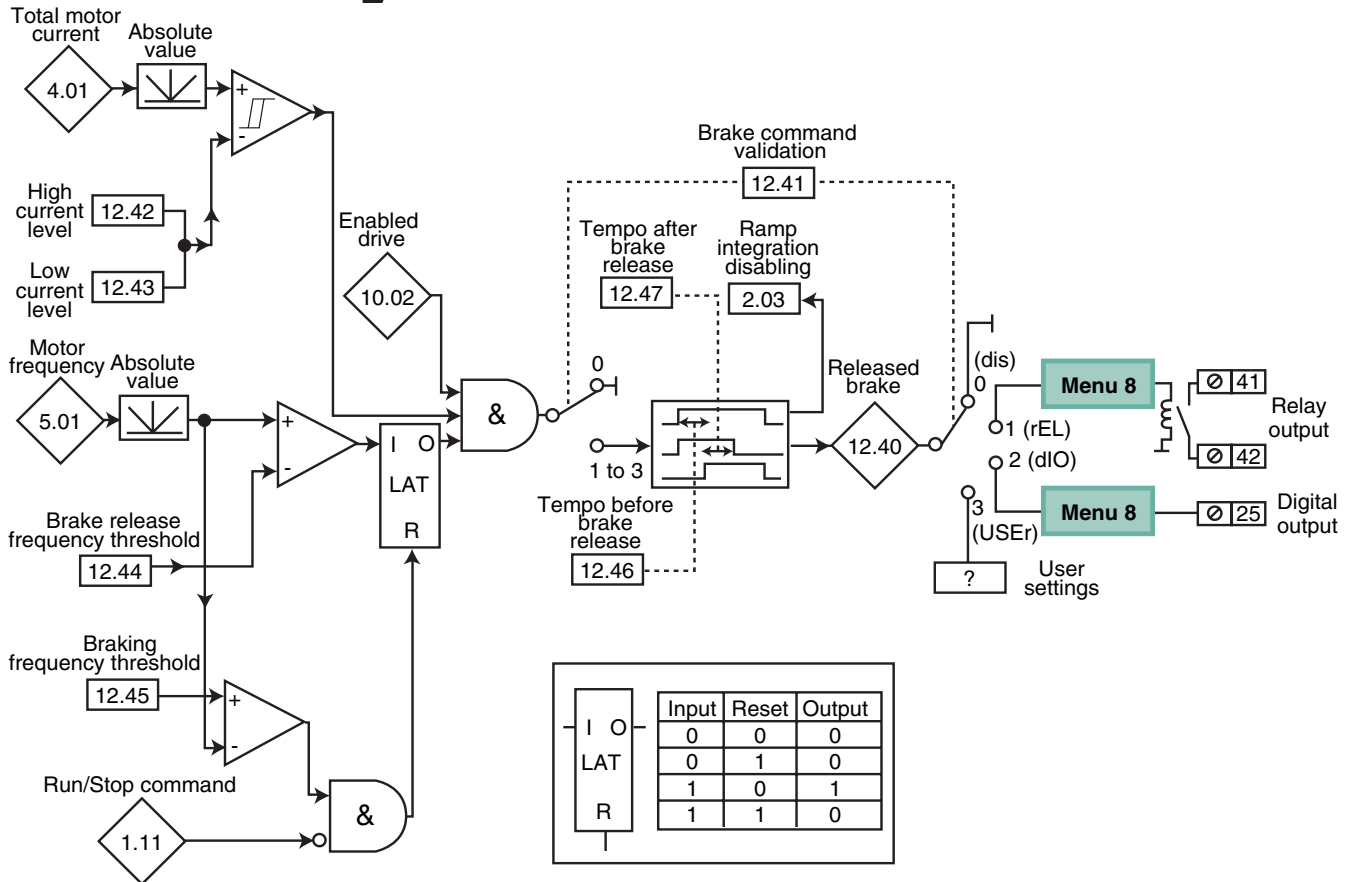 Total motor
current
4.01
Absolute
value
+
-
High
current
level
12.42
Low
current
level
12.43
Motor
frequency
5.01
Absolute
value
+
-
Brake release
frequency threshold
12.44
Braking
frequency threshold
12.45
+
-
Run/Stop command
1.11
&
I O
LAT
R
Enabled
drive
10.02
&
0
1 to 3
Brake command
validation
12.41
Tempo after
brake
release
12.47
Ramp
integration
disabling
2.03
Tempo before
brake
release
12.46
Released
brake
12.40
(dis)
0
1 (rEL)
2 (dIO)
3
(USEr)
?
User
settings
Menu 8
41
42
Relay
output
Menu 8
25
Digital
output
I O
LAT
R
Input Reset Output
0 0 0
0 1 0
1 0 1
1 1 0